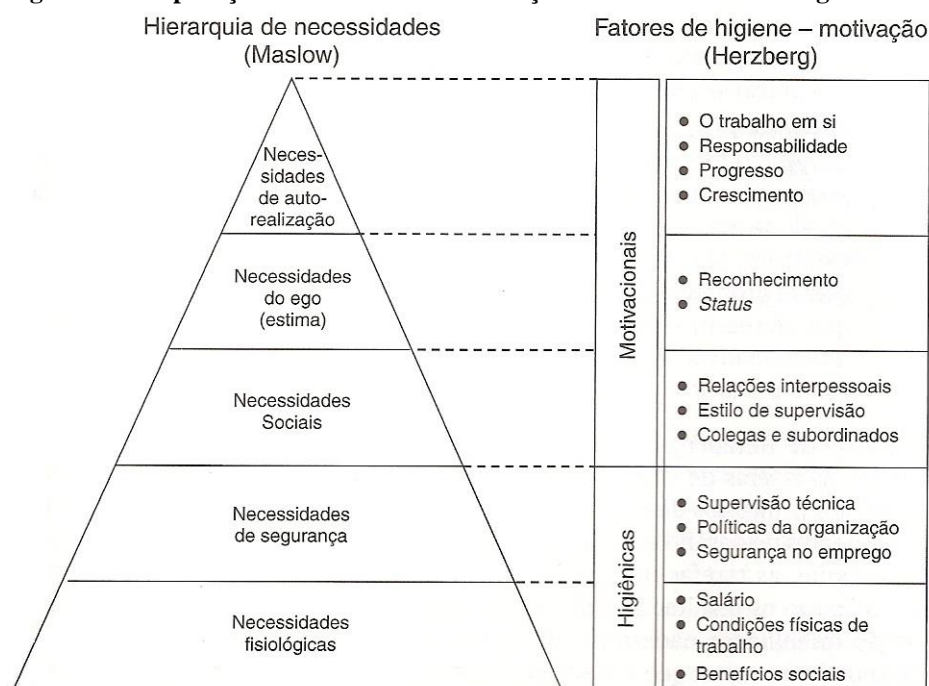 Hierarquia de necessidades
(Maslow)
Fatores de higiene – motivação
(Herzberg)
Neces-
sidades
de auto-
realização
Necessidades
do ego
(estima)
Necessidades
Sociais
Necessidades
de segurança
Necessidades
fisiológicas
Motivacionais
Higiênicas
• O trabalho em si
• Responsabilidade
• Progresso
• Crescimento
• Reconhecimento
• Status
• Relações interpessoais
• Estilo de supervisão
• Colegas e subordinados
• Supervisão técnica
• Políticas da organização
• Segurança no emprego
• Salário
• Condições físicas de
trabalho
• Benefícios sociais